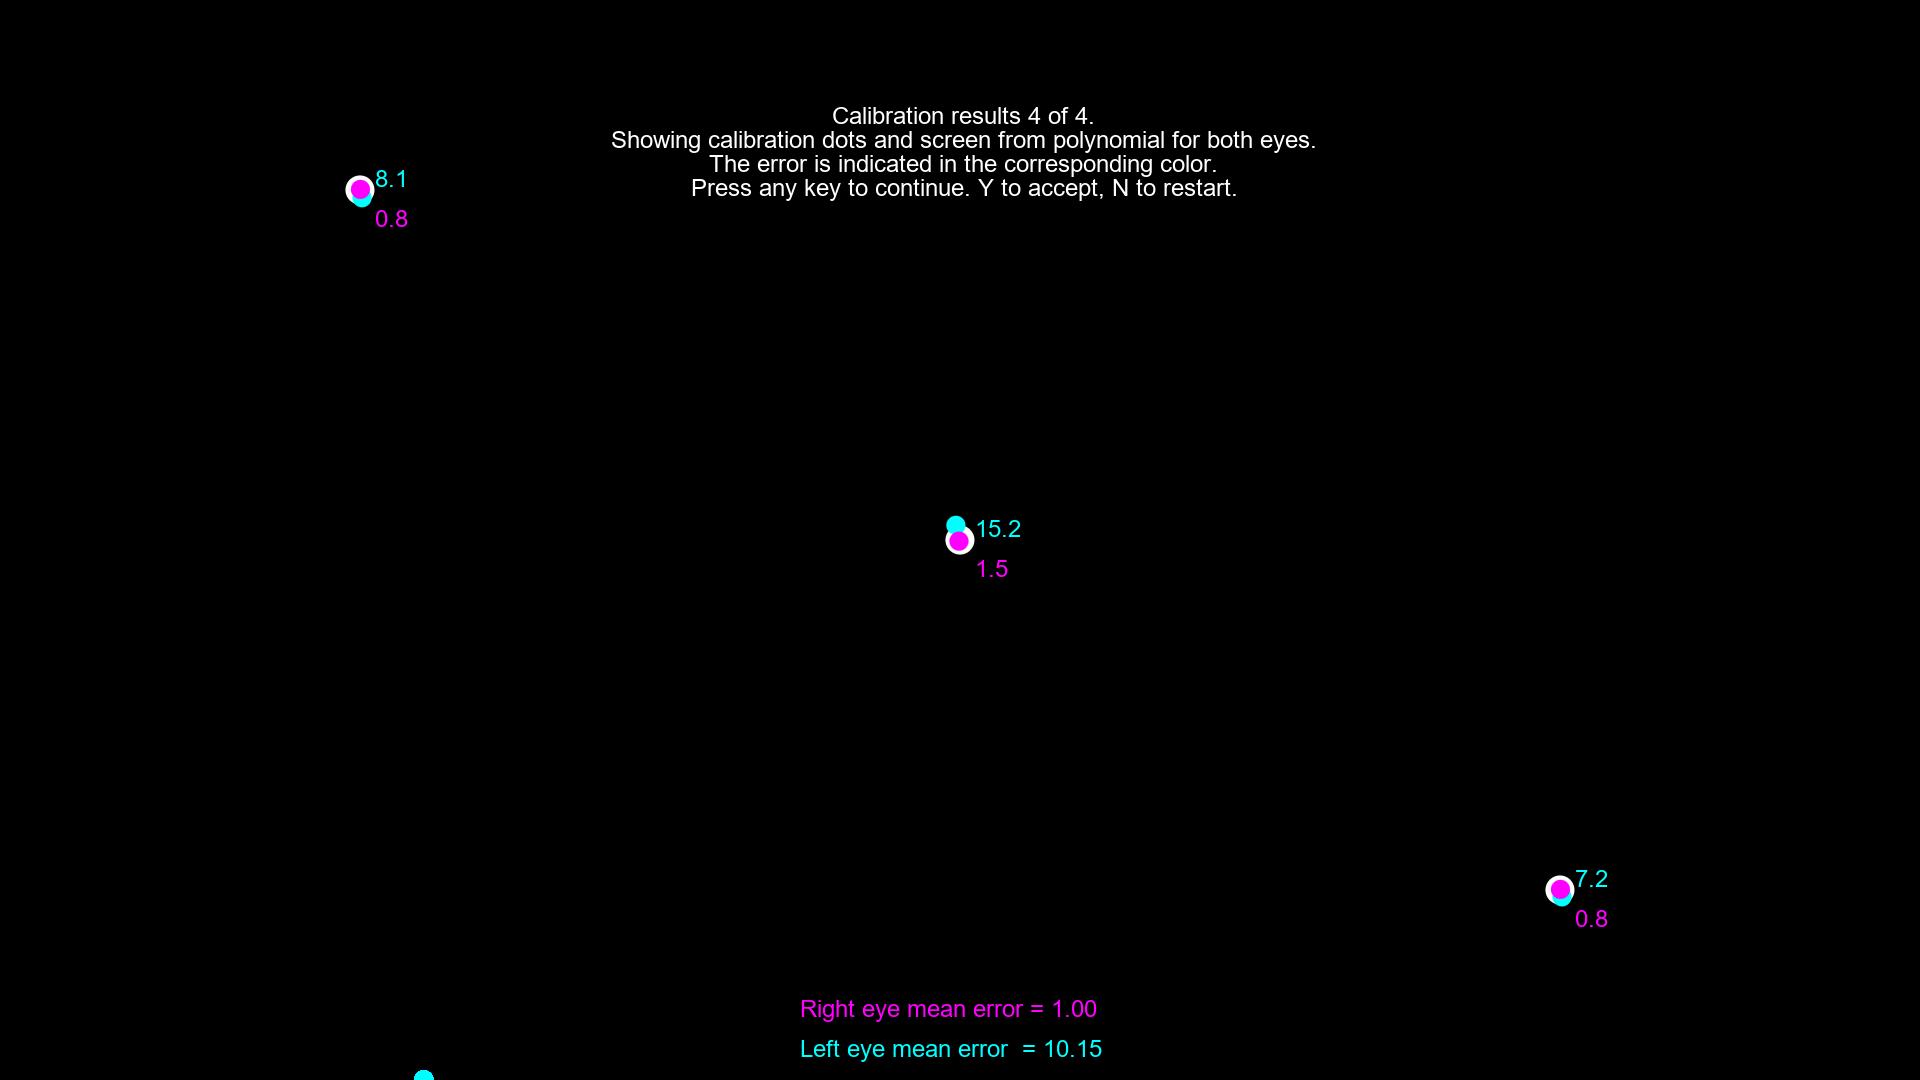 Calibration results 4 of 4.
Showing calibration dots and screen from polynomial for both eyes.
The error is indicated in the corresponding color.
Press any key to continue. Y to accept, N to restart.
8.1
0.8
15.2
1.5
7.2
0.8
Right eye mean error = 1.00
Left eye mean error  = 10.15